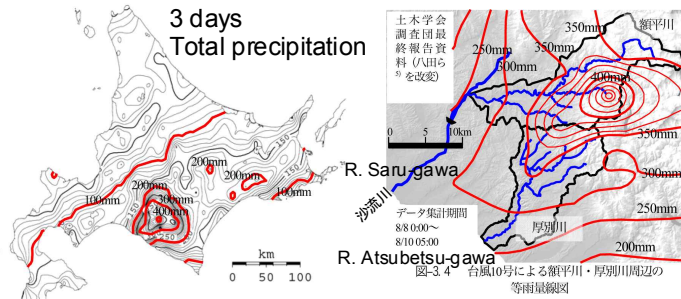 3 days
Total precipitation
200mm
200mm
200mm
300mm
400mm
100mm
100mm
150
150
250
km
0
50
100
土木学会
調査団最
終報告資
料（八田ら
5）を改変）
額平川
350mm
350mm
250mm
300mm
400mm
350mm
300mm
250mm
200mm
0
5
10km
R. Saru-gawa
沙流川
データ集計期間
8/8 0:00～
8/10 05:00
厚別川
R. Atsubetsu-gawa
図-3. 4 台風10号による額平川・厚別川周辺の
等雨量線図